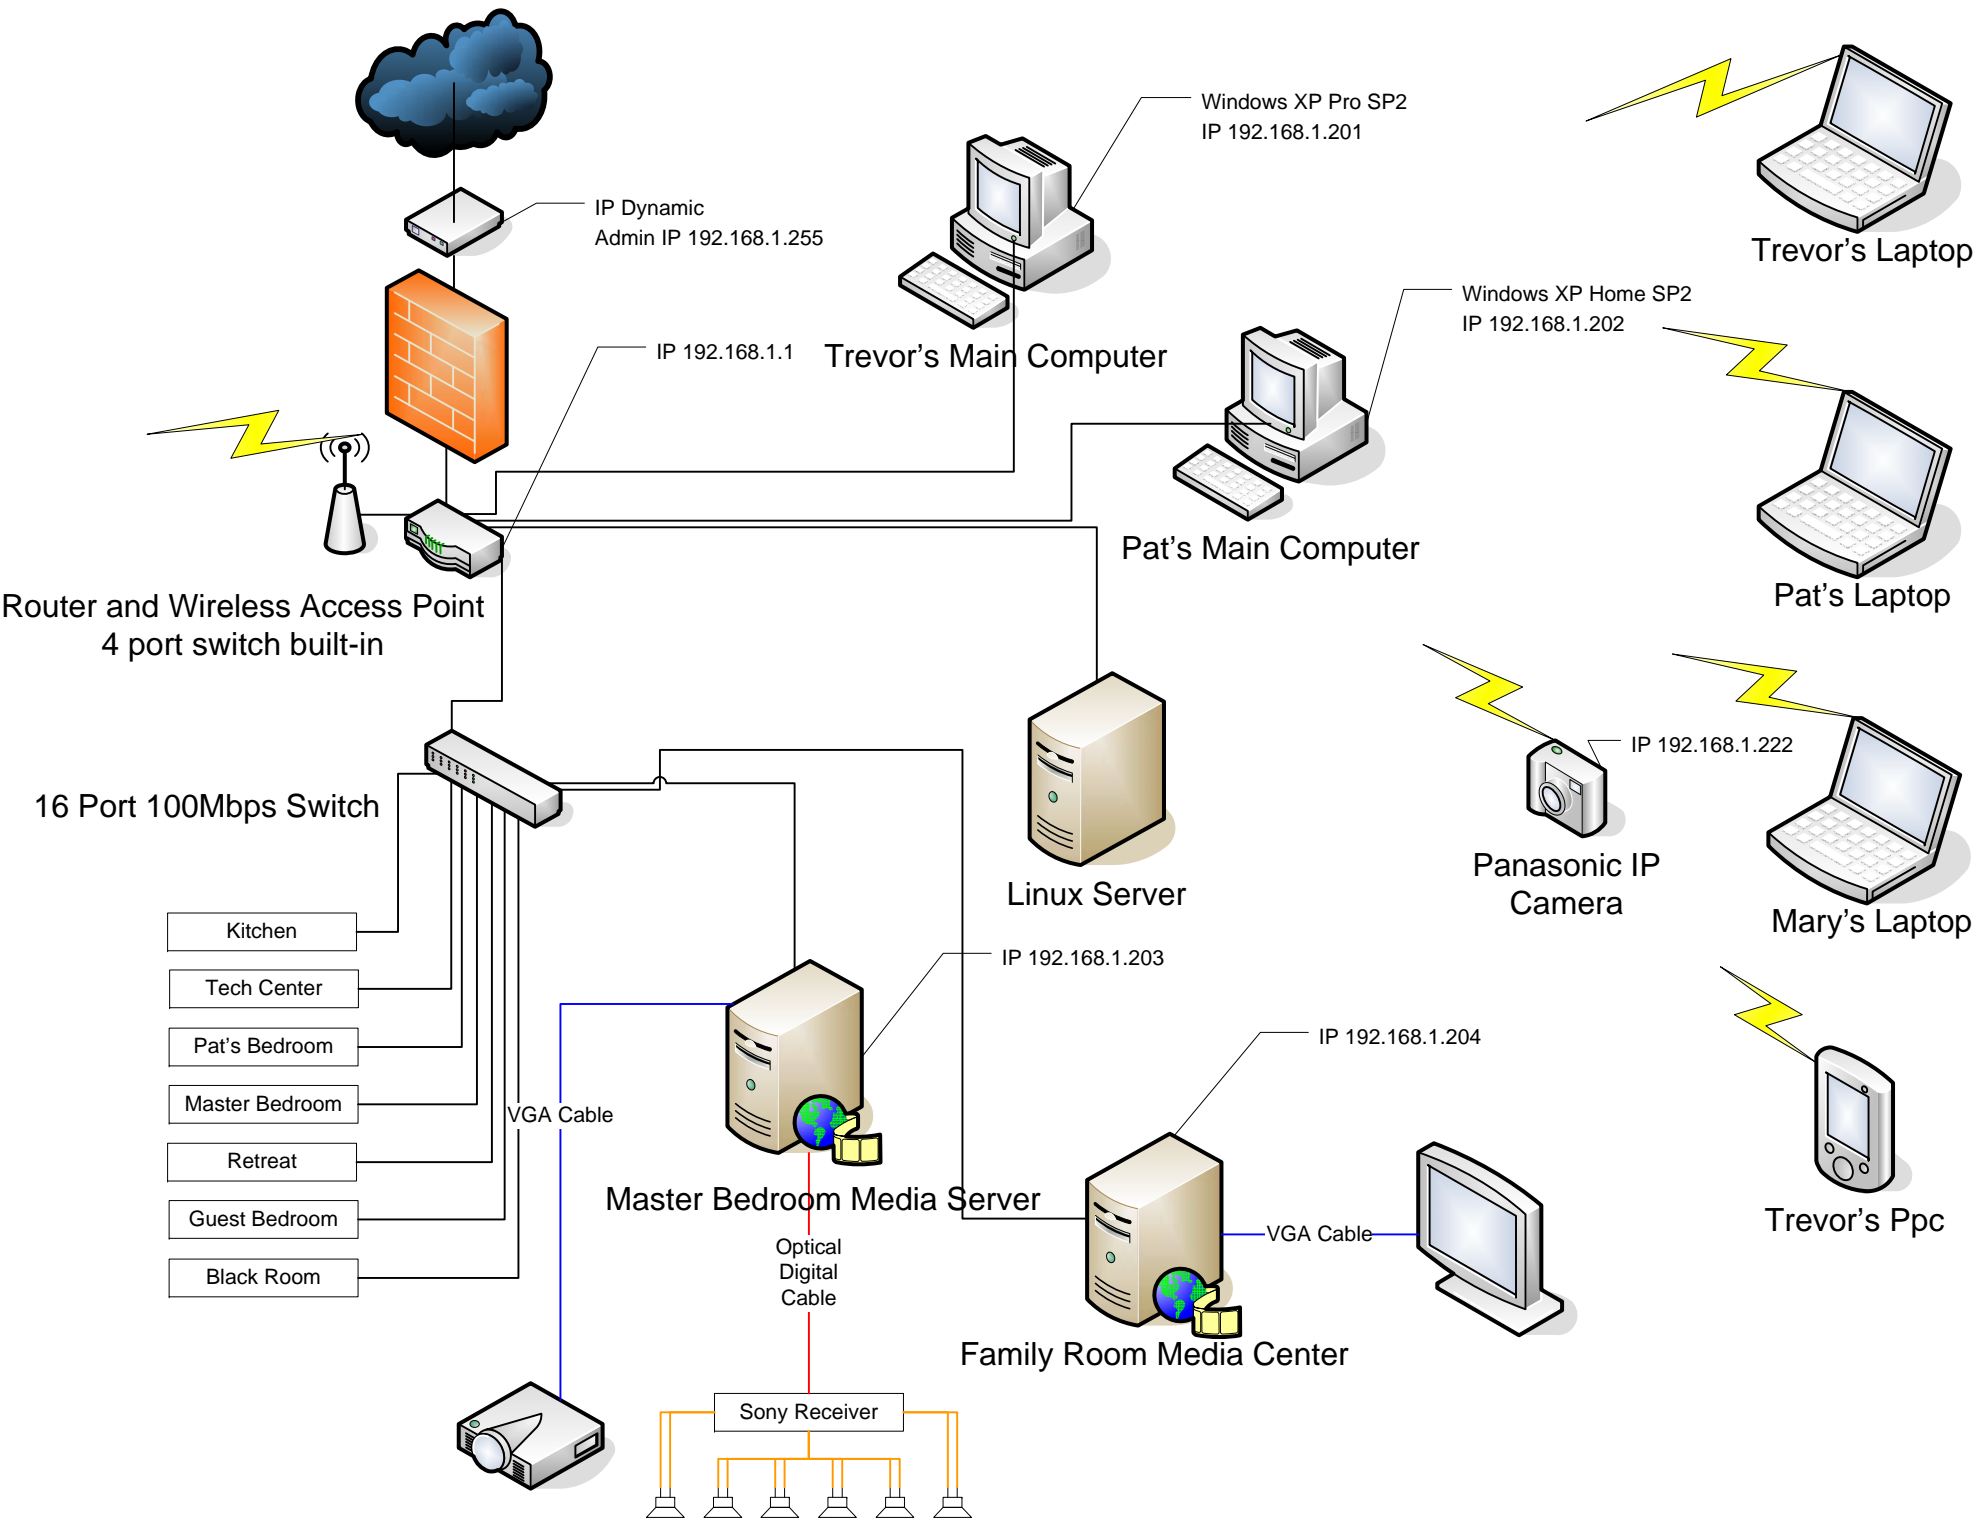 Windows XP Pro SP2
IP 192.168.1.201
IP Dynamic
Admin IP 192.168.1.255
Trevor's Laptop
Windows XP Home SP2
IP 192.168.1.202
IP 192.168.1.1
Trevor's Main Computer
Pat's Main Computer
Pat's Laptop
Router and Wireless Access Point
4 port switch built-in
IP 192.168.1.222
16 Port 100Mbps Switch
Panasonic IP
Camera
Linux Server
Mary's Laptop
Kitchen
Tech Center
Pat's Bedroom
Master Bedroom
Retreat
Guest Bedroom
Black Room
IP 192.168.1.203
IP 192.168.1.204
VGA Cable
Master Bedroom Media Server
Trevor's Ppc
Optical
Digital
Cable
VGA Cable
Family Room Media Center
Sony Receiver